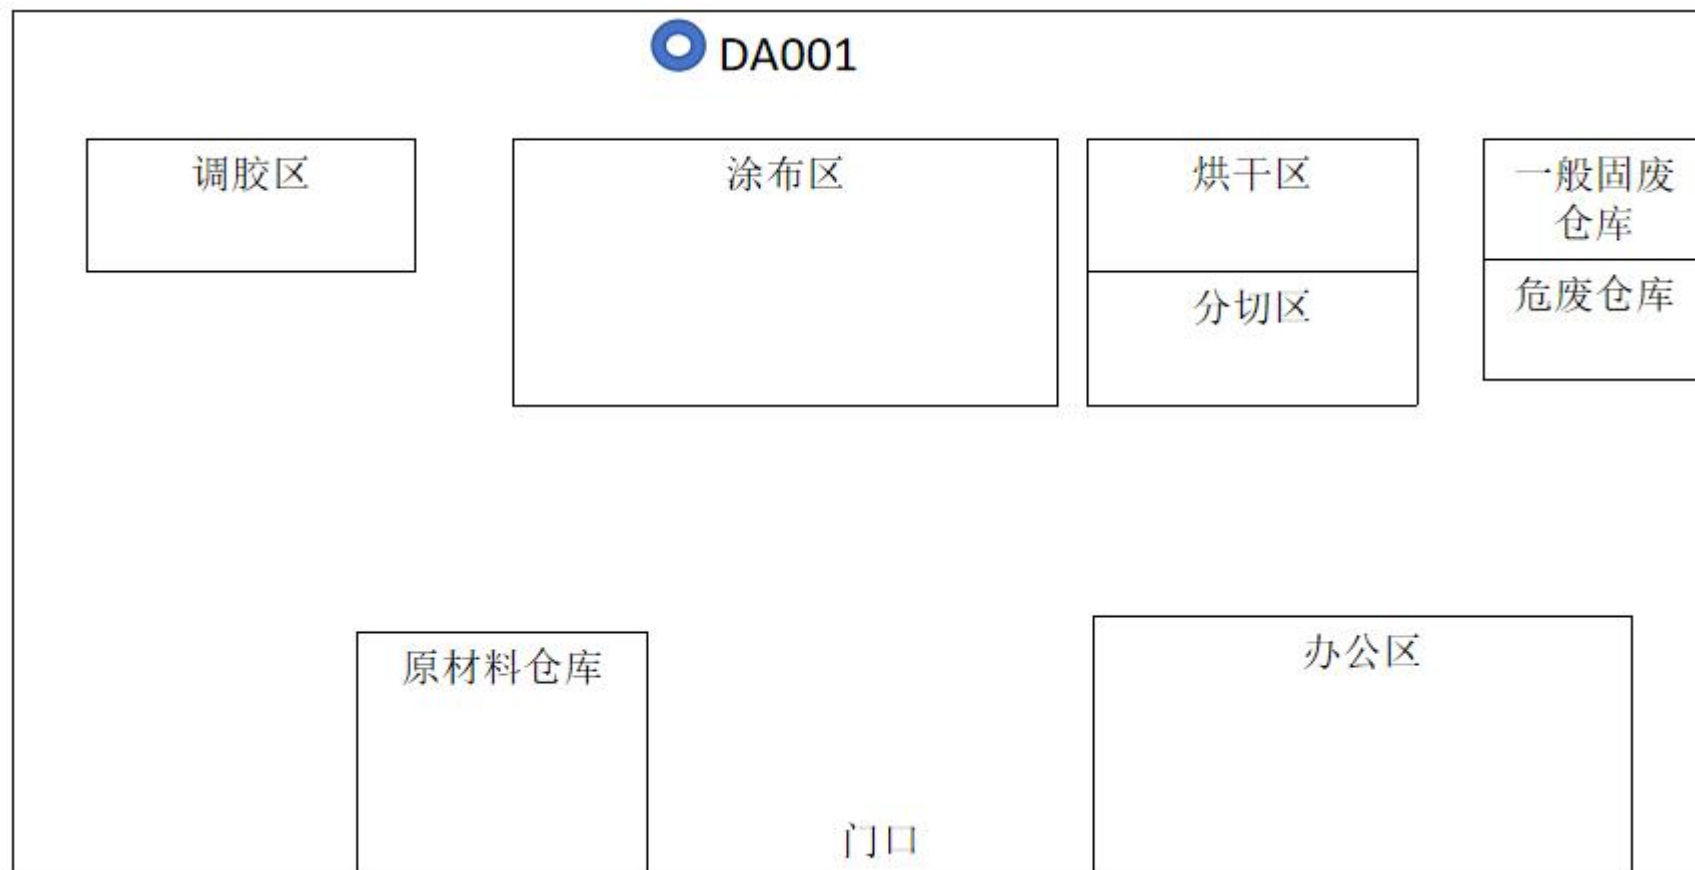 DA001
调胶区
涂布区
烘干区
一般固废
仓库
分切区
危废仓库
原材料仓库
办公区
门口